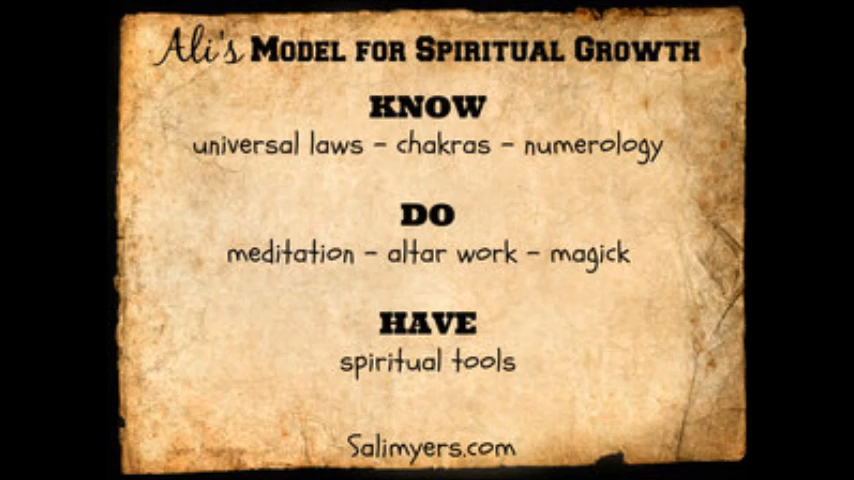 Ali's Model for Spiritual Growth
KNOW
universal laws - chakras - numerology
DO
meditation - altar work - magick
HAVE
spiritual tools
Salimyers.com